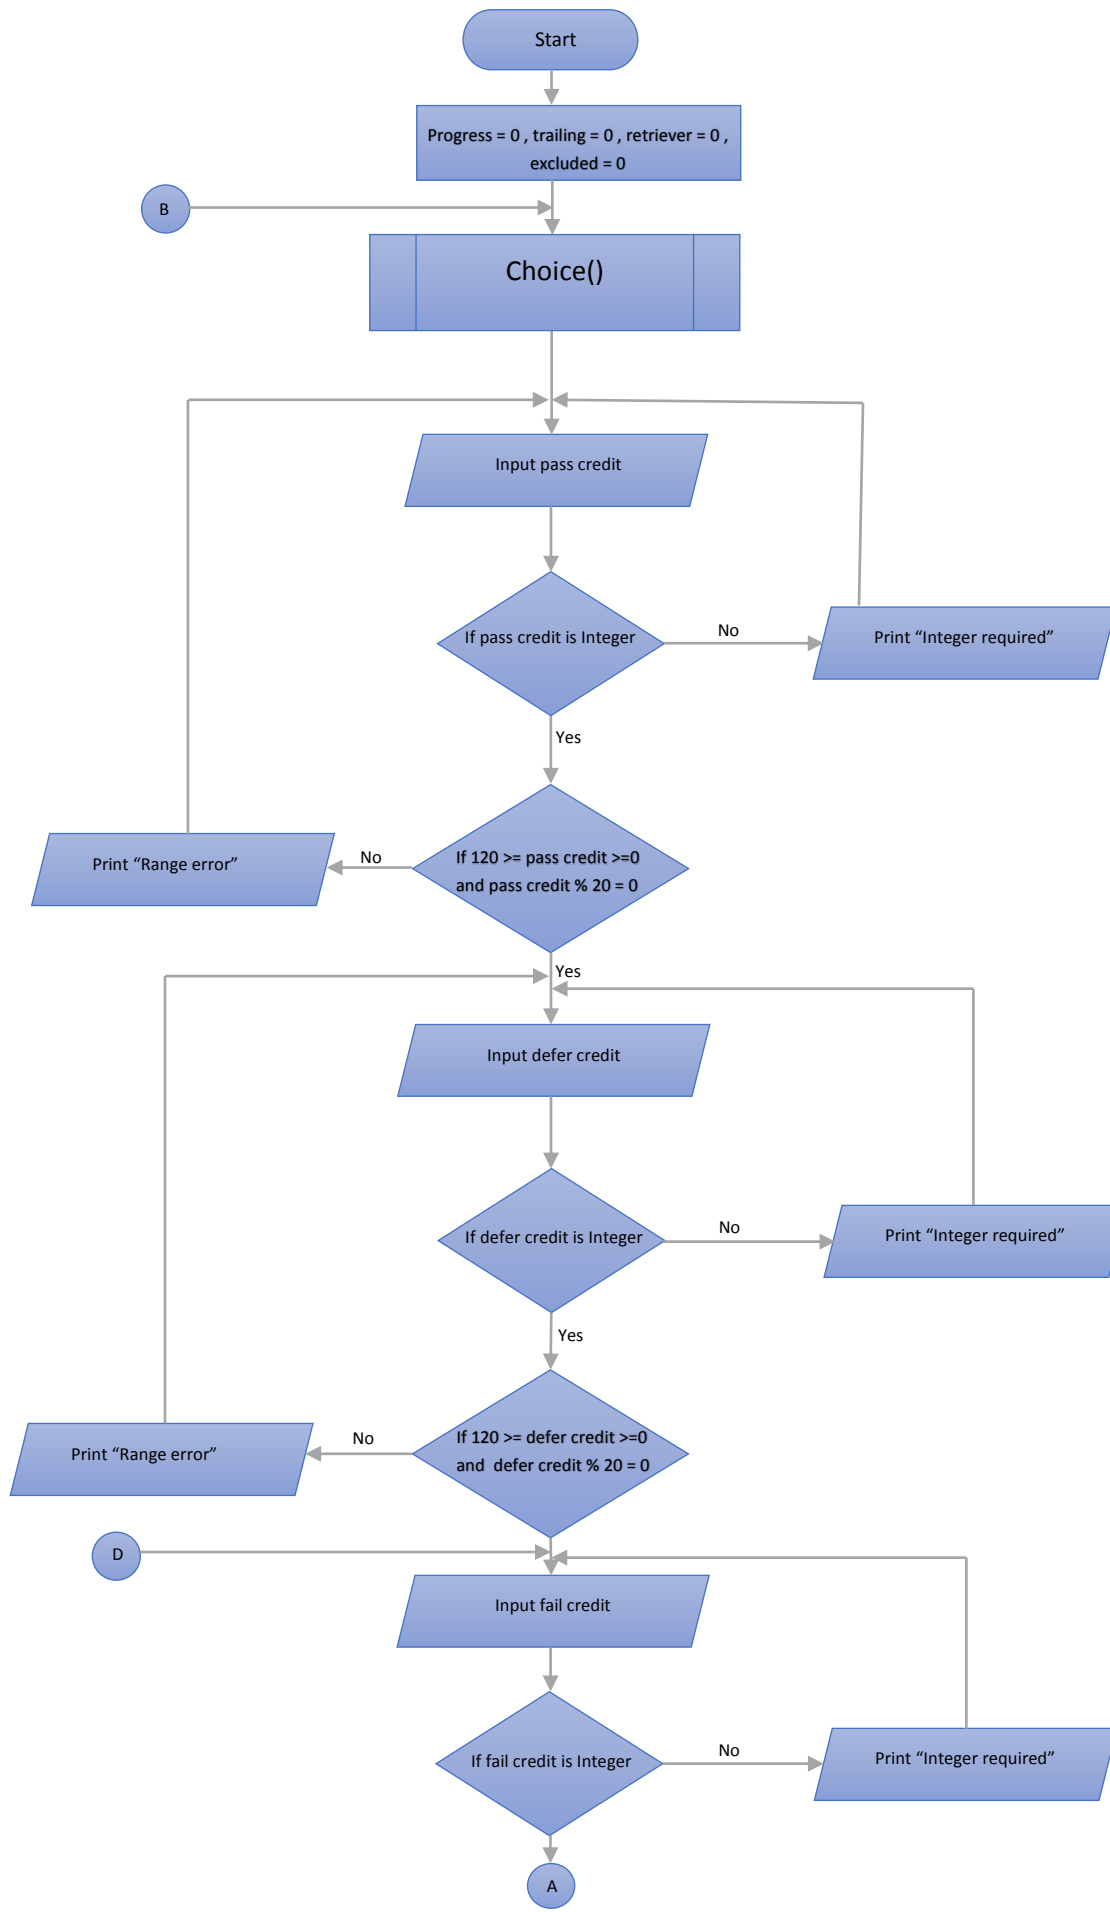 Start
Progress = 0 , trailing = 0 , retriever = 0 ,
excluded = 0
B
Choice()
Input pass credit
If pass credit is Integer
No
Print “Integer required”
Yes
If 120 >= pass credit >=0
and pass credit % 20 = 0
No
Print “Range error”
Yes
Input defer credit
If defer credit is Integer
No
Print “Integer required”
Yes
If 120 >= defer credit >=0
and  defer credit % 20 = 0
No
Print “Range error”
D
Input fail credit
If fail credit is Integer
No
Print “Integer required”
A